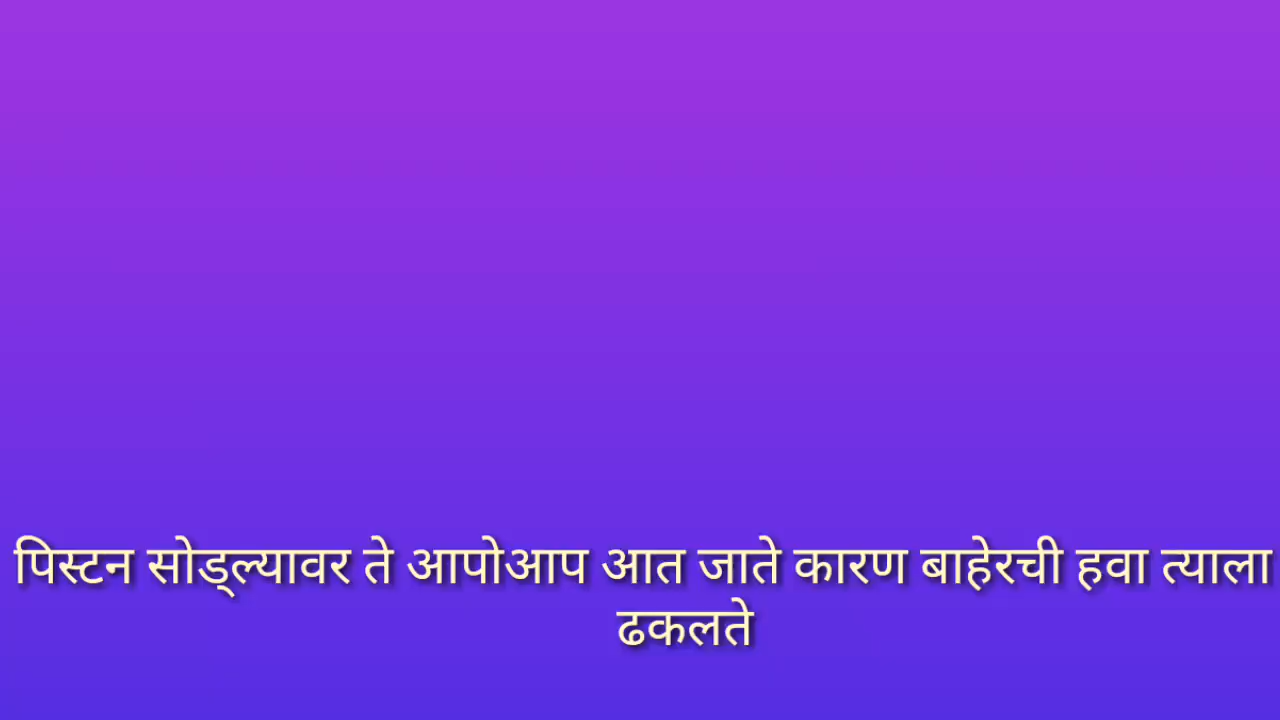 पिस्टन सोड्ल्यावर ते आपोआप आत जाते कारण बाहेरची हवा त्याला
ढकलते